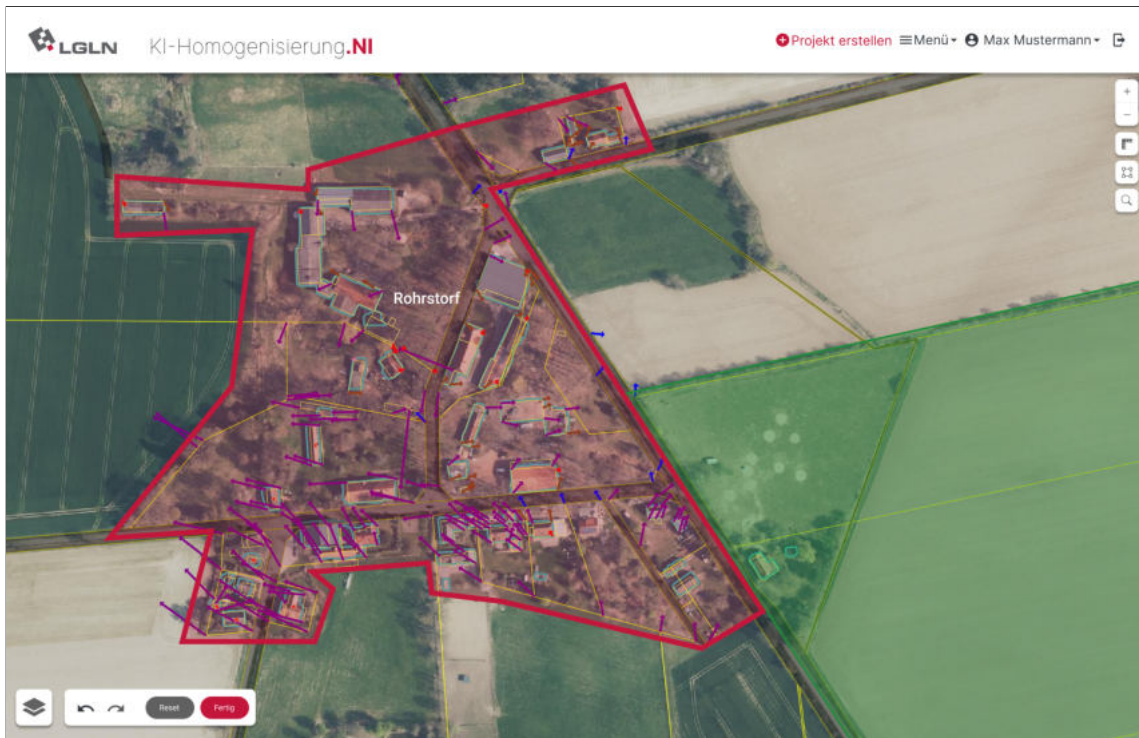 LGLN
KI-Homogenisierung.NI
Projekt erstellen
Menü
Max Mustermann
+
−
Rohrstorf
Reset
Fertig